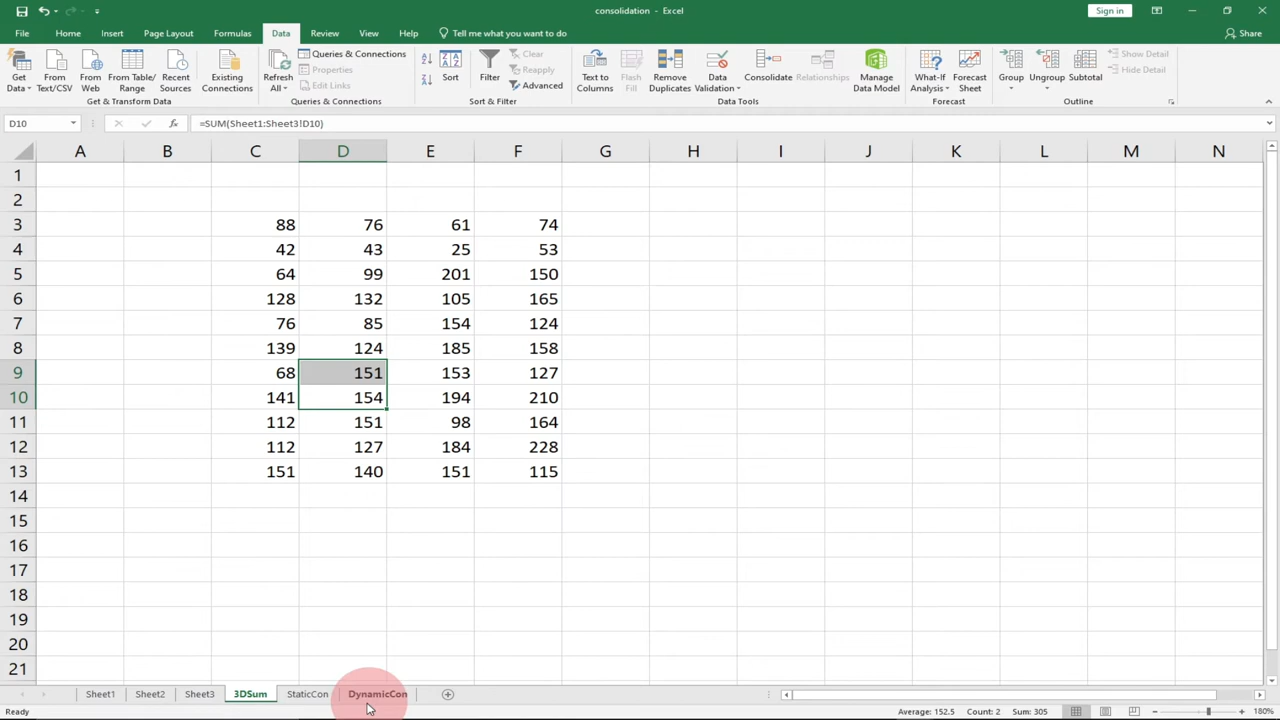 consolidation - Excel
Sign in
File Home Insert Page Layout Formulas Data Review View Help Tell me what you want to do Share
Get Data From Text/CSV From Web From Table/ Range Recent Sources Existing Connections
Get & Transform Data
Refresh All Queries & Connections Properties Edit Links
Queries & Connections
Sort Filter Clear Reapply Advanced
Sort & Filter
Text to Columns Flash Fill Remove Duplicates Data Validation Consolidate Relationships Manage Data Model
Data Tools
What-If Analysis Forecast Sheet
Forecast
Group Ungroup Subtotal Show Detail Hide Detail
Outline
D10 fx =SUM(Sheet1:Sheet3!D10)
A B C D E F G H I J K L M N
1
2
3 88 76 61 74
4 42 43 25 53
5 64 99 201 150
6 128 132 105 165
7 76 85 154 124
8 139 124 185 158
9 68 151 153 127
10 141 154 194 210
11 112 151 98 164
12 112 127 184 228
13 151 140 151 115
14
15
16
17
18
19
20
21
Sheet1 Sheet2 Sheet3 3DSum StaticCon DynamicCon
Ready Average: 152.5 Count: 2 Sum: 305 180%